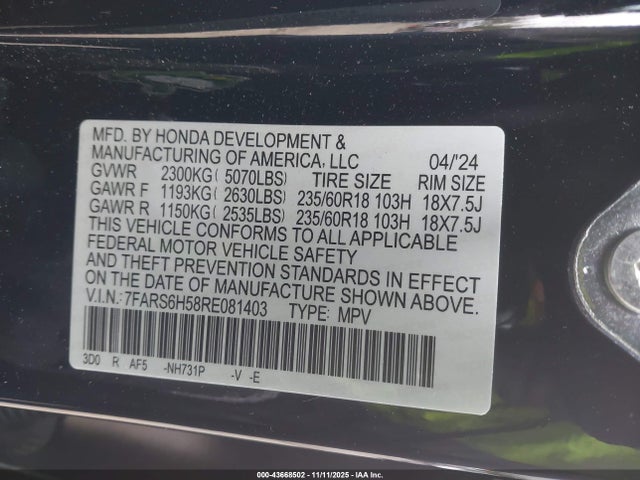 MFD. BY HONDA DEVELOPMENT &
MANUFACTURING OF AMERICA, LLC 04/'24
GVWR 2300KG ( 5070LBS) TIRE SIZE RIM SIZE
GAWR F 1193KG ( 2630LBS) 235/60R18 103H 18X7.5J
GAWR R 1150KG ( 2535LBS) 235/60R18 103H 18X7.5J
THIS VEHICLE CONFORMS TO ALL APPLICABLE
FEDERAL MOTOR VEHICLE SAFETY
AND THEFT PREVENTION STANDARDS IN EFFECT
ON THE DATE OF MANUFACTURE SHOWN ABOVE.
V.I.N.: 7FARS6H58RE081403 TYPE: MPV
3D0 R AF5 -NH731P -V -E
000-43668502 - 11/11/2025 - IAA Inc.